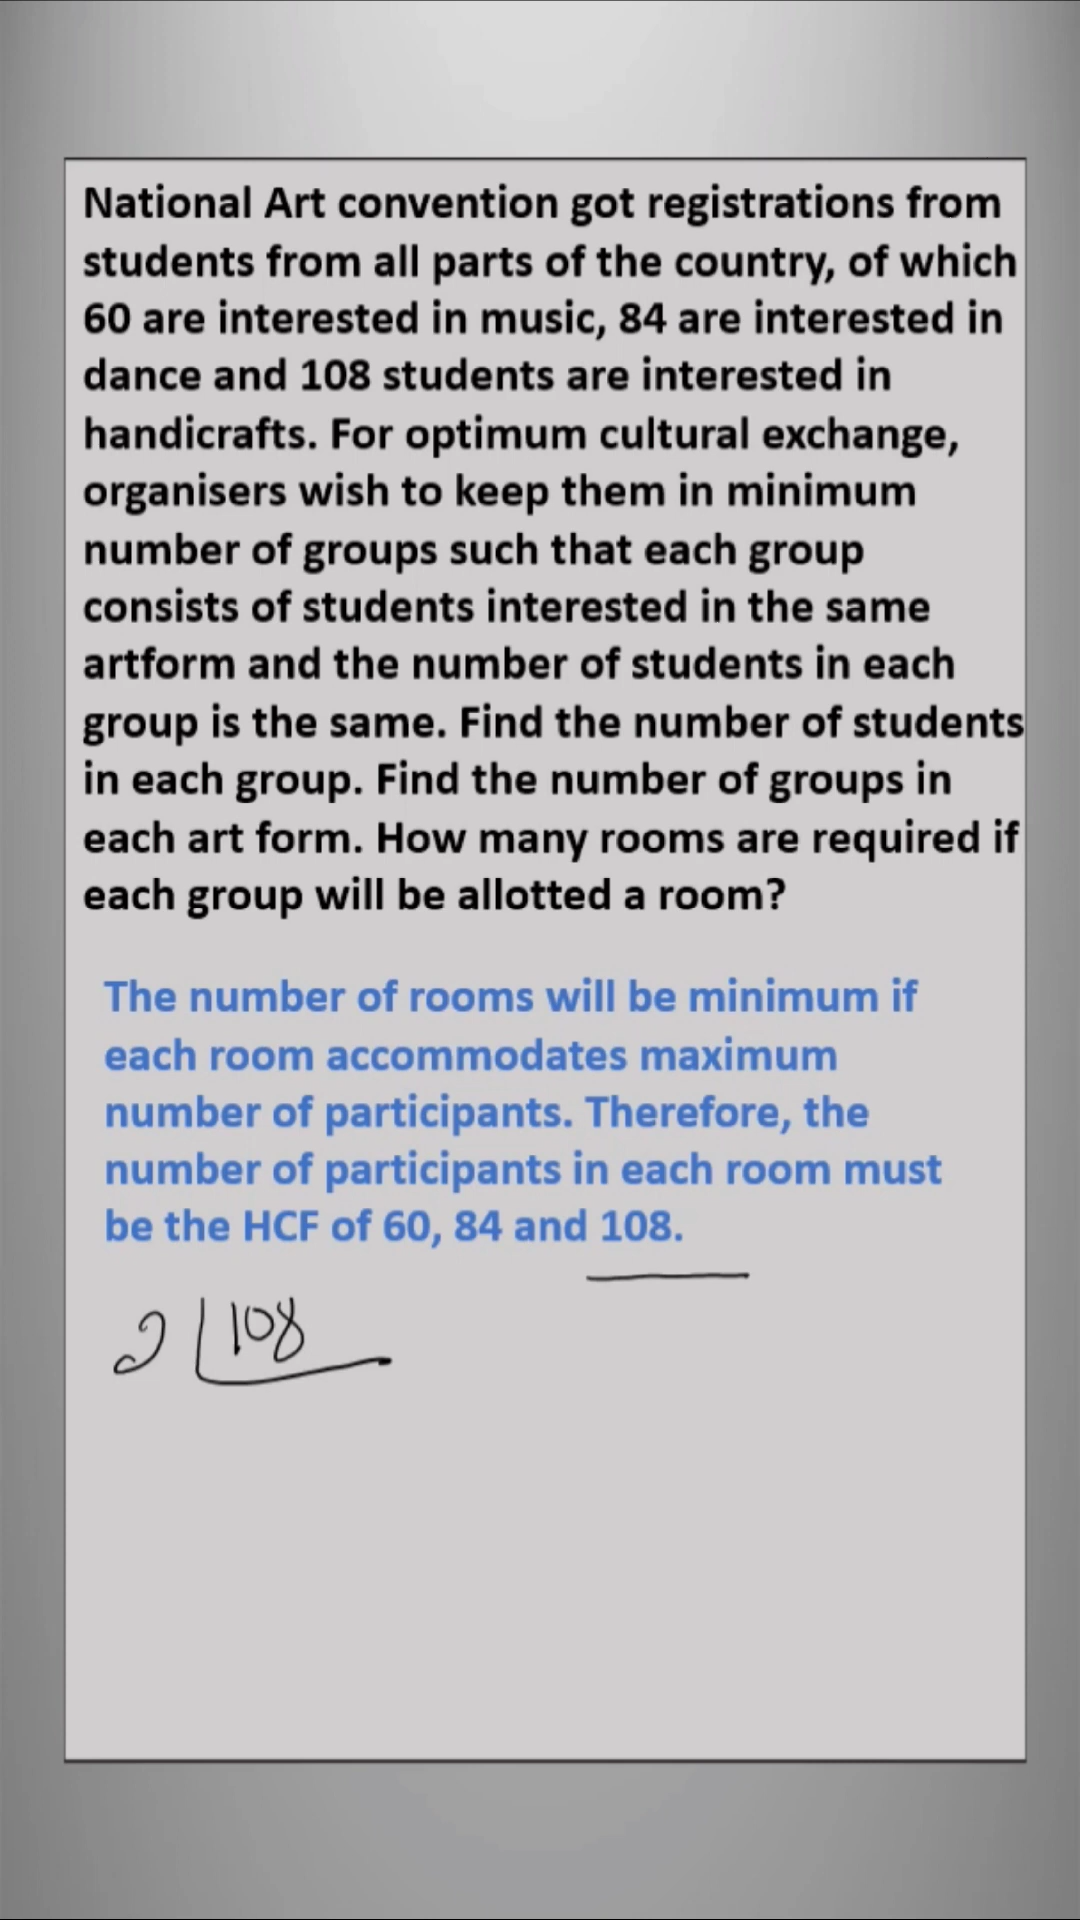 National Art convention got registrations from
students from all parts of the country, of which
60 are interested in music, 84 are interested in
dance and 108 students are interested in
handicrafts. For optimum cultural exchange,
organisers wish to keep them in minimum
number of groups such that each group
consists of students interested in the same
artform and the number of students in each
group is the same. Find the number of students
in each group. Find the number of groups in
each art form. How many rooms are required if
each group will be allotted a room?
The number of rooms will be minimum if
each room accommodates maximum
number of participants. Therefore, the
number of participants in each room must
be the HCF of 60, 84 and 108.
2 108